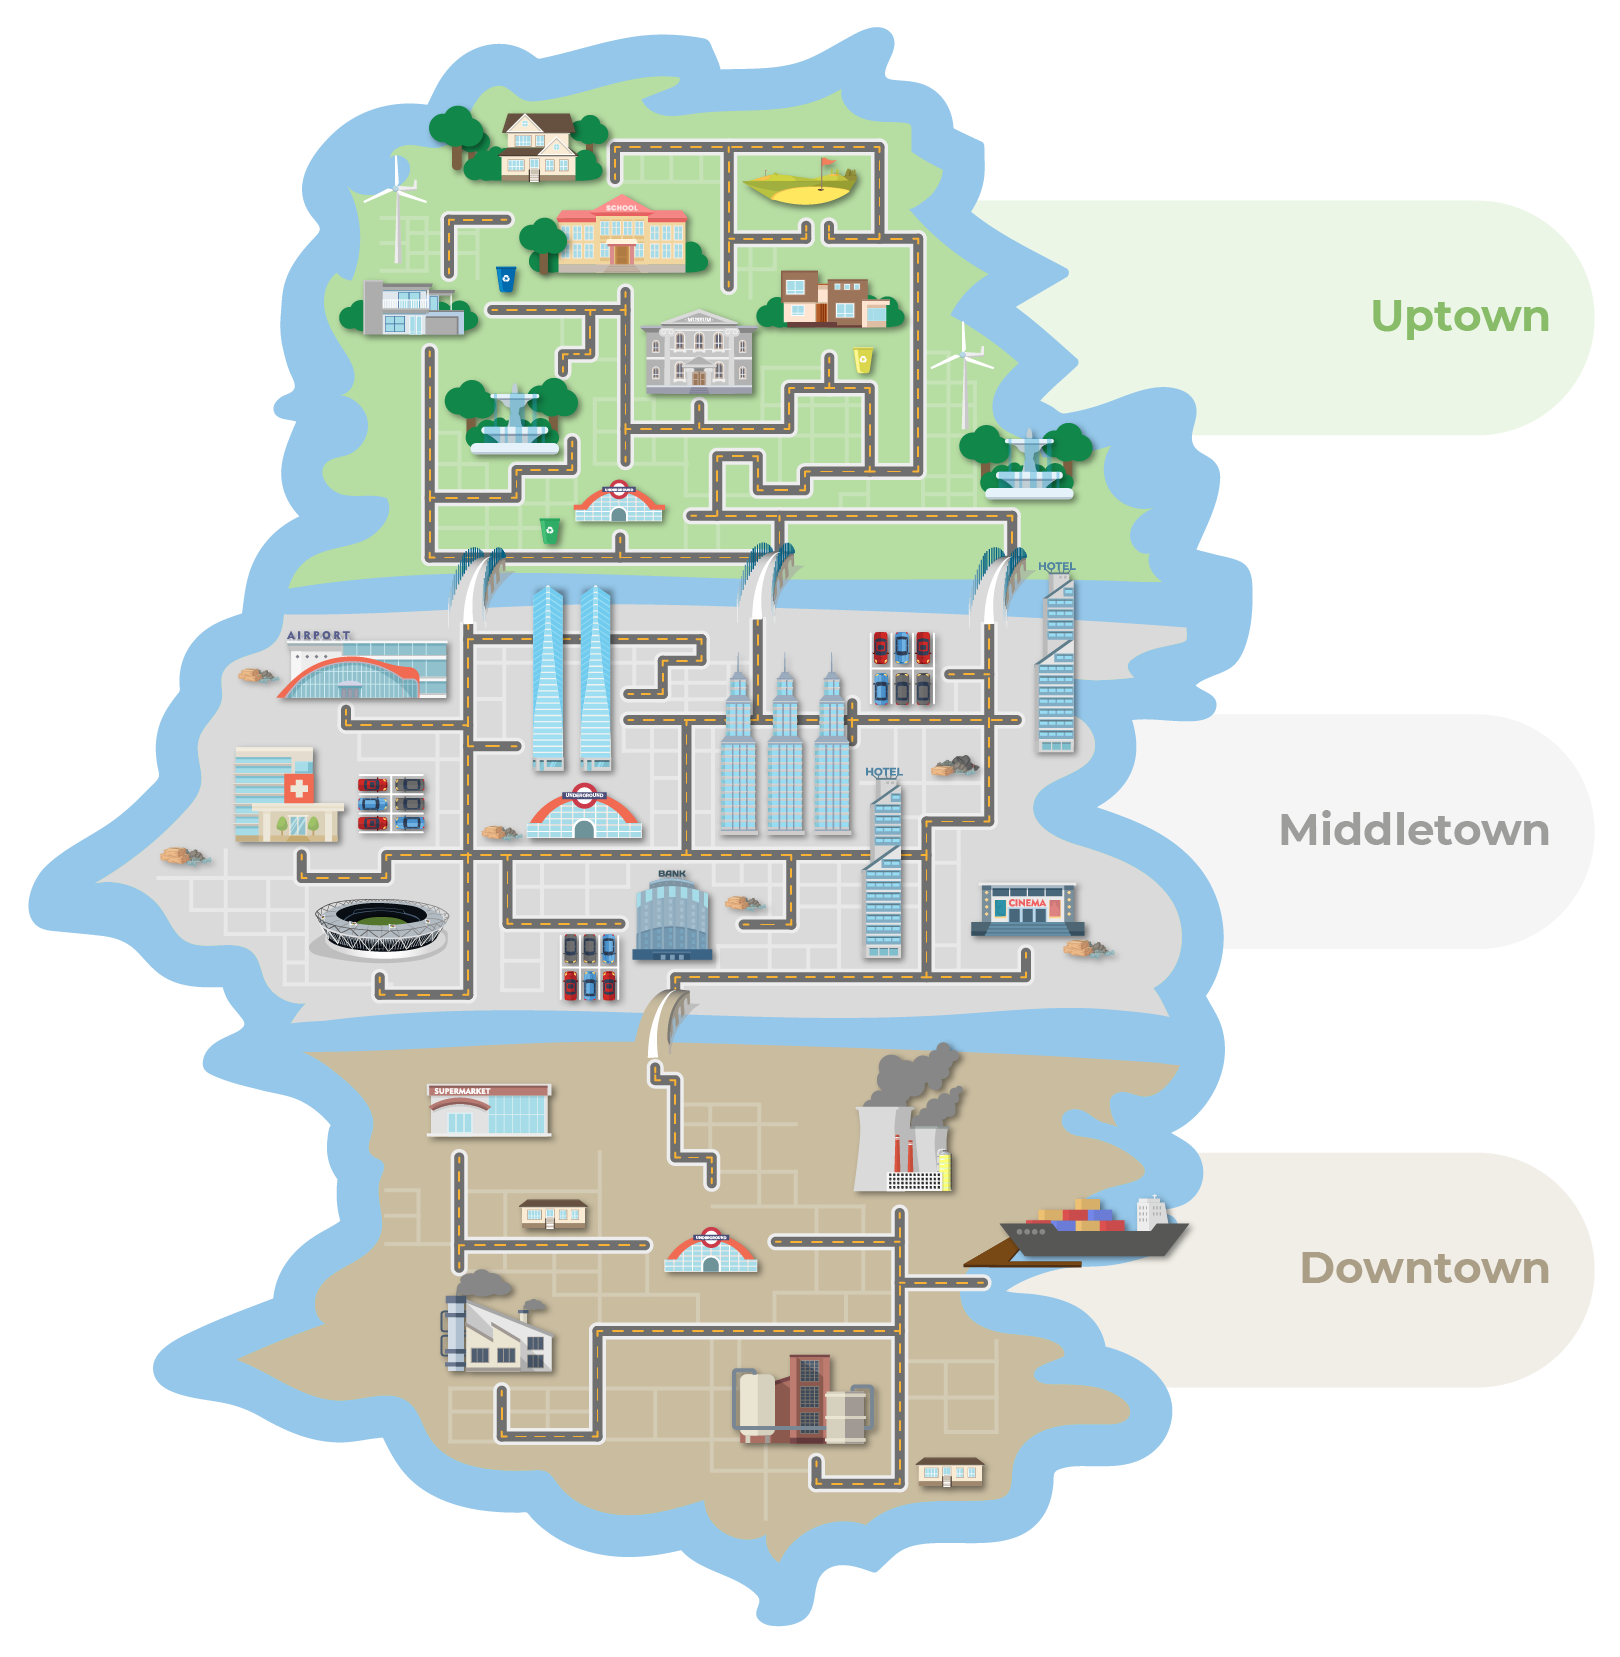 SCHOOL
Uptown
MUSEUM
UNDERGROUND
HOTEL
AIRPORT
HOTEL
UNDERGROUND
Middletown
BANK
CINEMA
SUPERMARKET
UNDERGROUND
Downtown